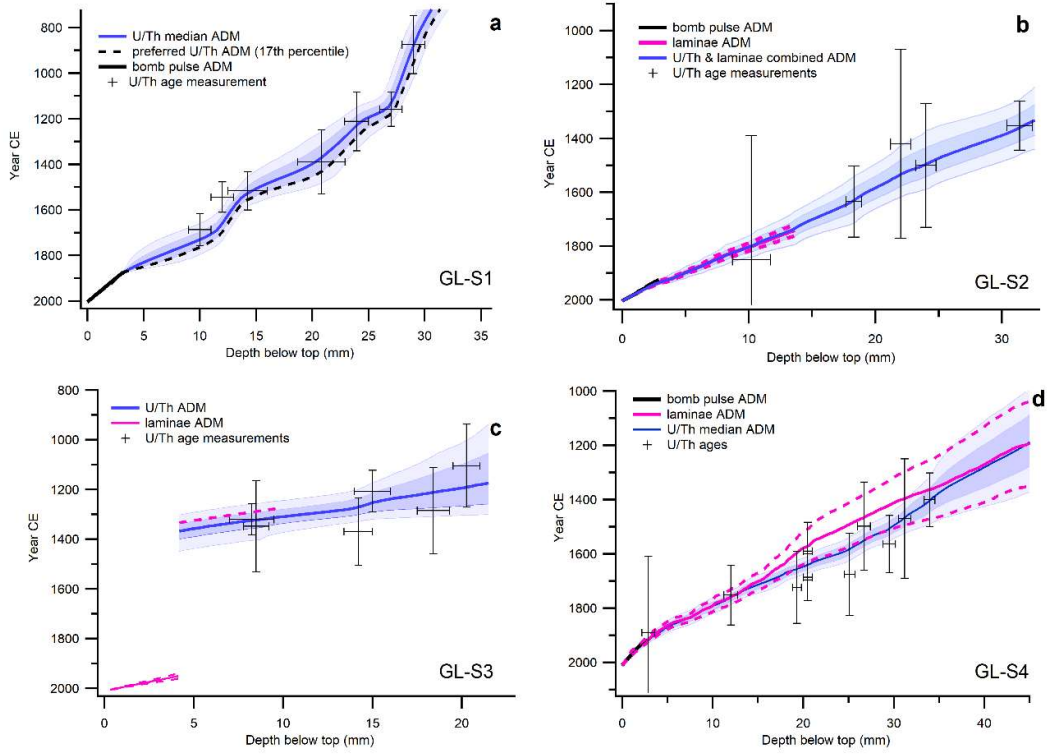 a
U/Th median ADM
preferred U/Th ADM (17th percentile)
bomb pulse ADM
U/Th age measurement
800
1000
1200
1400
1600
1800
2000
Year CE
GL-S1
0 5 10 15 20 25 30 35
Depth below top (mm)
b
bomb pulse ADM
laminae ADM
U/Th & laminae combined ADM
U/Th age measurements
1000
1200
1400
1600
1800
2000
Year CE
GL-S2
0 10 20 30
Depth below top (mm)
c
U/Th ADM
laminae ADM
U/Th age measurements
800
1000
1200
1400
1600
1800
2000
Year CE
GL-S3
0 5 10 15 20
Depth below top (mm)
d
bomb pulse ADM
laminae ADM
U/Th median ADM
U/Th ages
1000
1200
1400
1600
1800
2000
Year CE
GL-S4
0 10 20 30 40
Depth below top (mm)